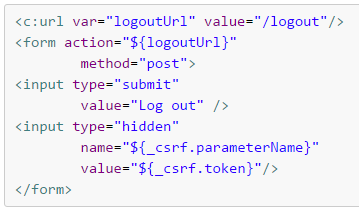 <c:url var="logoutUrl" value="/logout"/>
<form action="${logoutUrl}"
        method="post">
<input type="submit"
        value="Log out" />
<input type="hidden"
        name="${_csrf.parameterName}"
        value="${_csrf.token}"/>
</form>